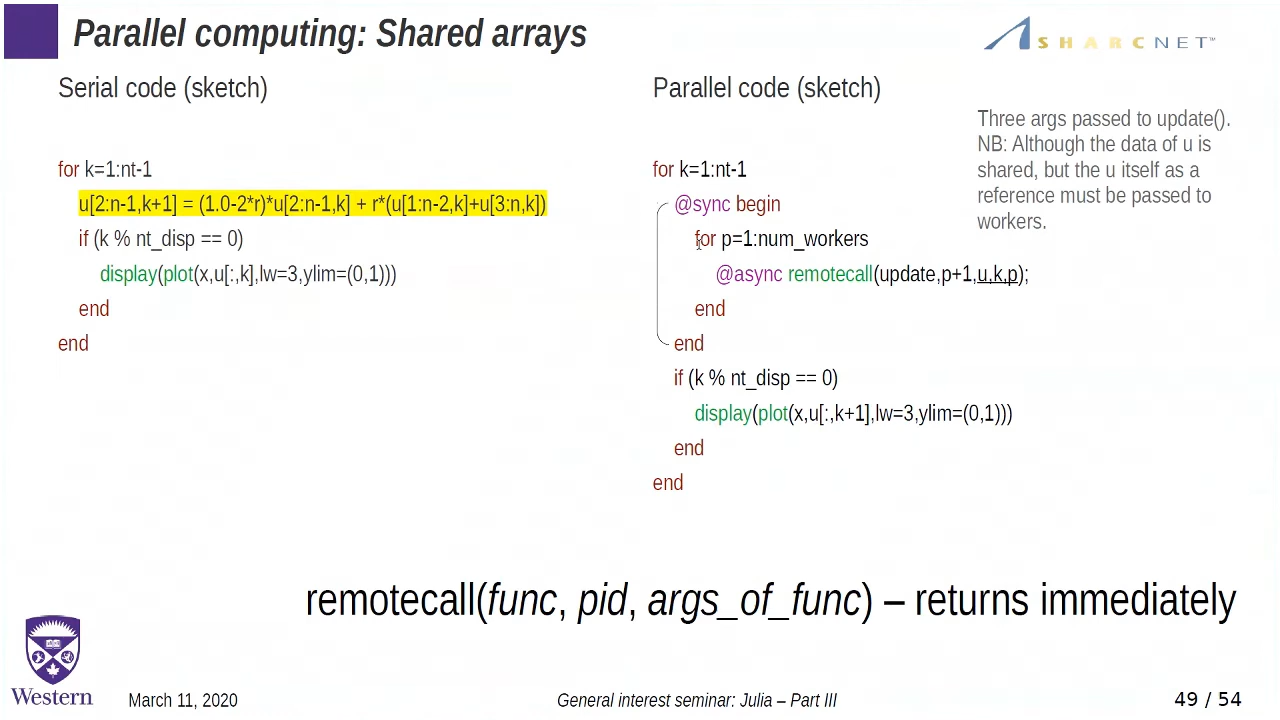 Parallel computing: Shared arrays
SHARCNET™
Serial code (sketch)
for k=1:nt-1
u[2:n-1,k+1] = (1.0-2*r)*u[2:n-1,k] + r*(u[1:n-2,k]+u[3:n,k])
if (k % nt_disp == 0)
display(plot(x,u[:,k],lw=3,ylim=(0,1)))
end
end
Parallel code (sketch)
for k=1:nt-1
@sync begin
for p=1:num_workers
@async remotecall(update,p+1,u,k,p);
end
end
if (k % nt_disp == 0)
display(plot(x,u[:,k+1],lw=3,ylim=(0,1)))
end
end
Three args passed to update().
NB: Although the data of u is
shared, but the u itself as a
reference must be passed to
workers.
remotecall(func, pid, args_of_func) – returns immediately
Western
March 11, 2020
General interest seminar: Julia – Part III
49 / 54